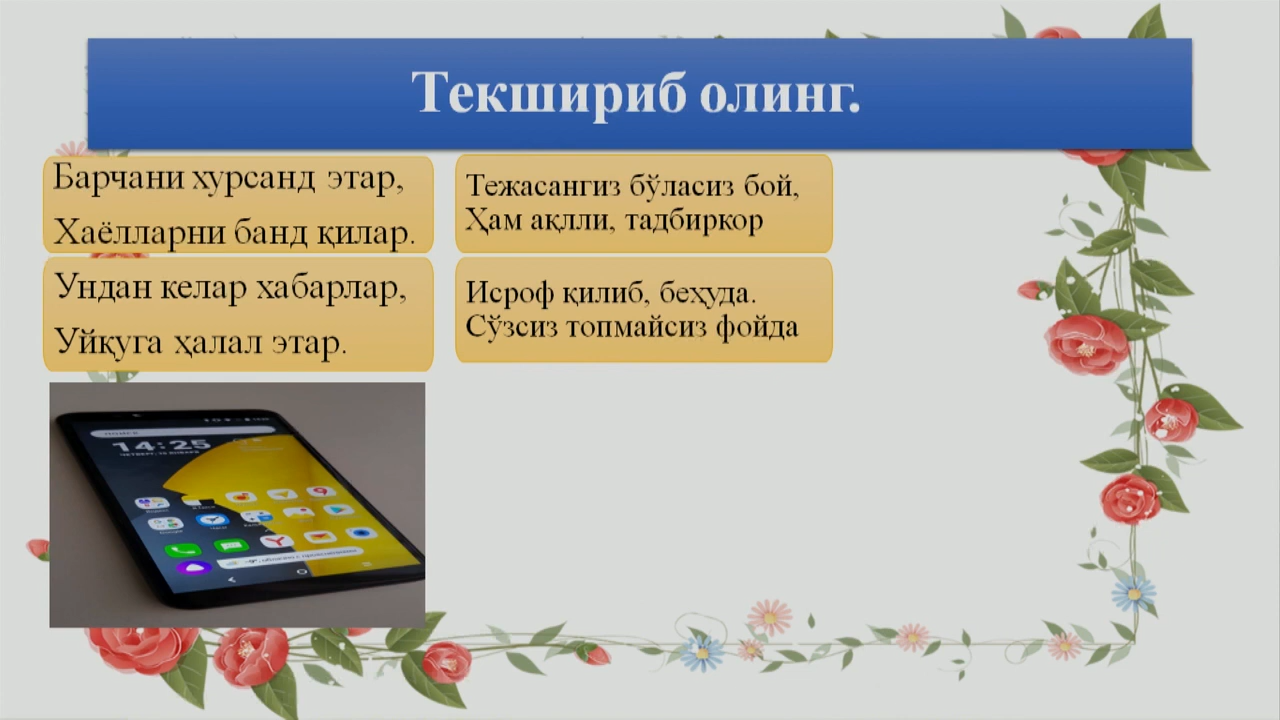 Текшириб олинг.
Барчани хурсанд этар,
Хаёлларни банд қилар.
Ундан келар хабарлар,
Уйқуга ҳалал этар.
Тежасангиз бўласиз бой,
Ҳам ақлли, тадбиркор
Исроф қилиб, беҳуда.
Сўзсиз топмайсиз фойда
14:25